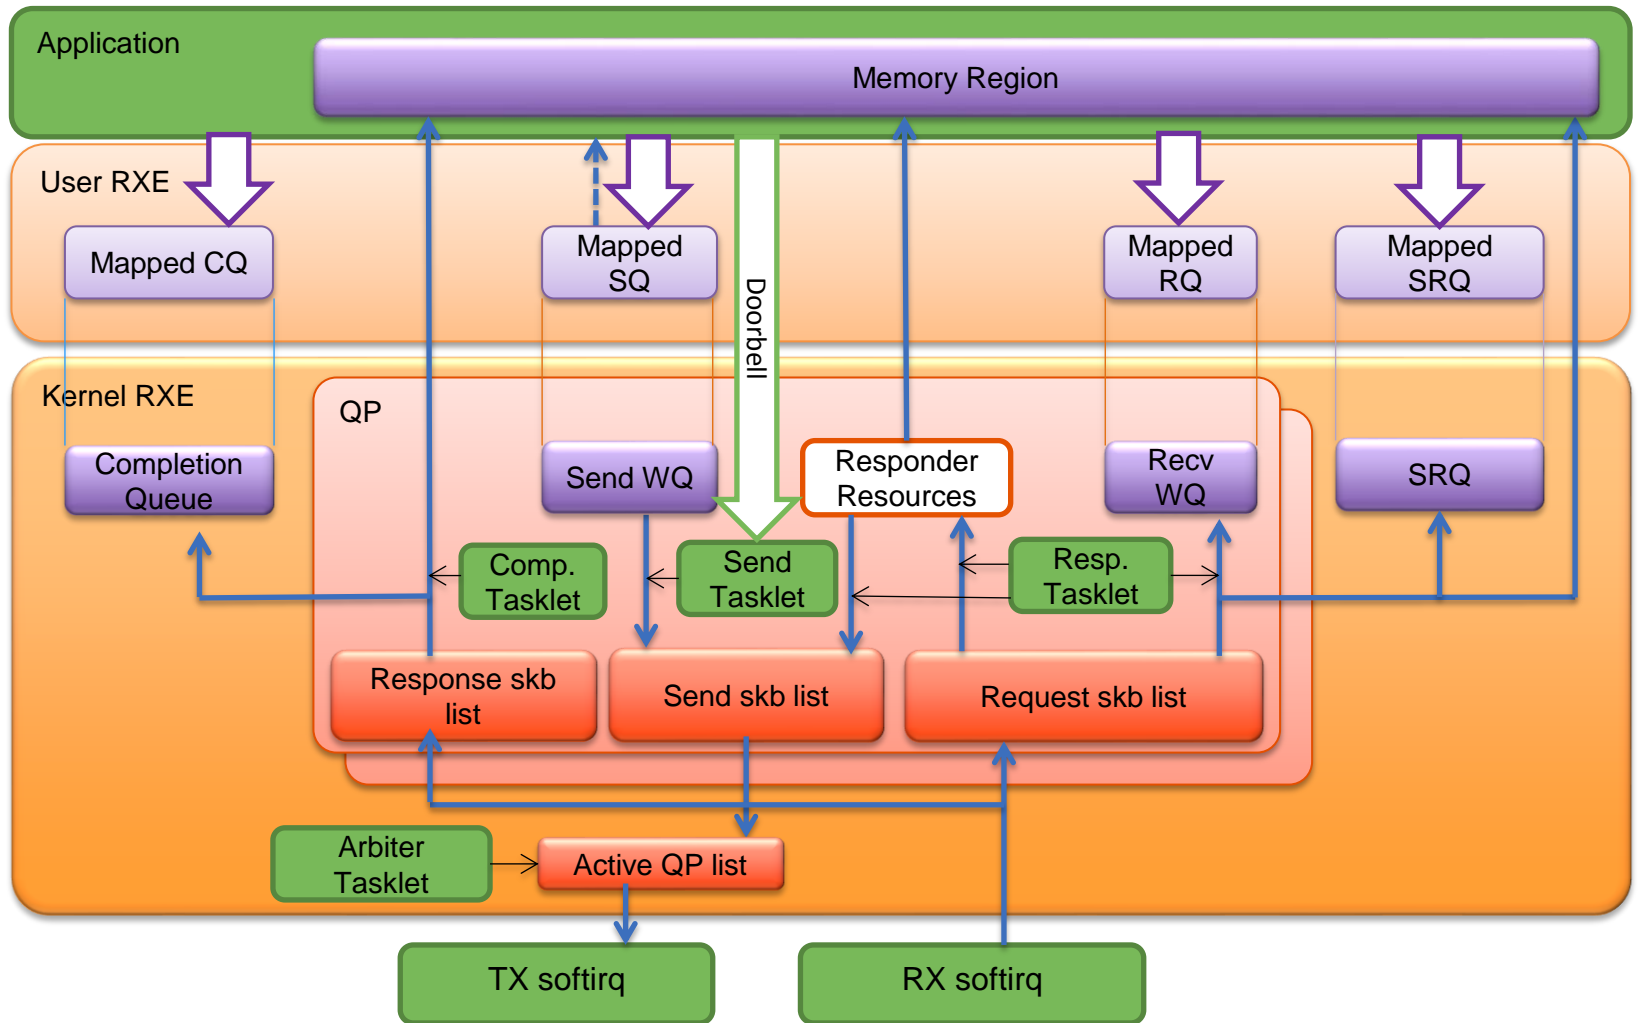 Application
Memory Region
User RXE
Mapped CQ
Mapped
SQ
Doorbell
Mapped
RQ
Mapped
SRQ
Kernel RXE
QP
Completion
Queue
Send WQ
Responder
Resources
Recv
WQ
SRQ
Comp.
Tasklet
Send
Tasklet
Resp.
Tasklet
Response skb
list
Send skb list
Request skb list
Arbiter
Tasklet
Active QP list
TX softirq
RX softirq